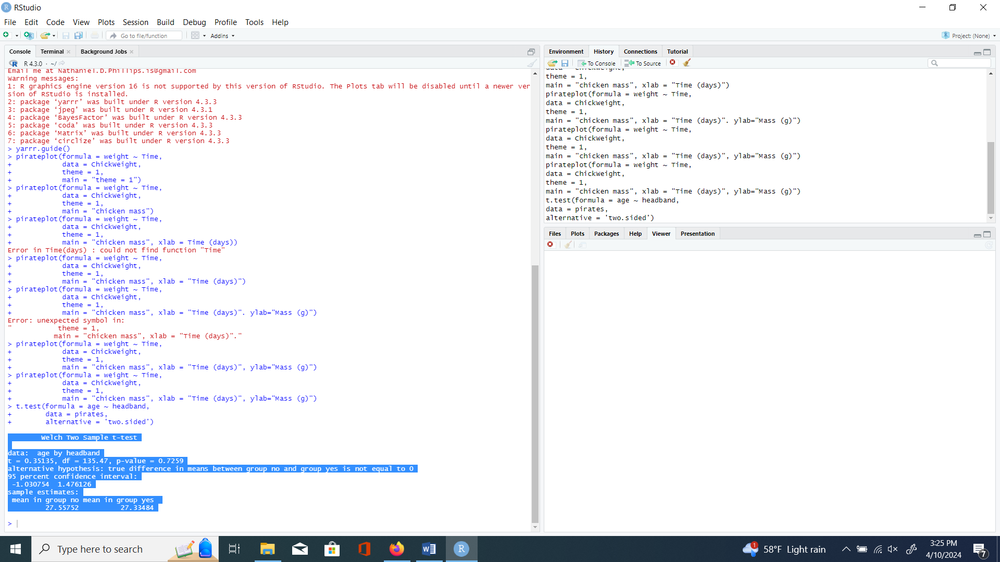 RStudio
File Edit Code View Plots Session Build Debug Profile Tools Help
Go to file/function Addins Project: (None)
Console Terminal Background Jobs
R 4.3.0 · ~/
Email me at Nathaniel.D.Phillips.is@gmail.com
Warning messages:
1: R graphics engine version 16 is not supported by this version of RStudio. The Plots tab will be disabled until a newer ver
sion of RStudio is installed.
2: package ‘yarrr’ was built under R version 4.3.3
3: package ‘jpeg’ was built under R version 4.3.1
4: package ‘BayesFactor’ was built under R version 4.3.3
5: package ‘coda’ was built under R version 4.3.3
6: package ‘Matrix’ was built under R version 4.3.3
7: package ‘circlize’ was built under R version 4.3.3
> yarrr.guide()
> pirateplot(formula = weight ~ Time,
+            data = ChickWeight,
+            theme = 1,
+            main = "theme = 1")
> pirateplot(formula = weight ~ Time,
+            data = ChickWeight,
+            theme = 1,
+            main = "chicken mass")
> pirateplot(formula = weight ~ Time,
+            data = ChickWeight,
+            theme = 1,
+            main = "chicken mass", xlab = Time (days))
Error in Time(days) : could not find function "Time"
> pirateplot(formula = weight ~ Time,
+            data = ChickWeight,
+            theme = 1,
+            main = "chicken mass", xlab = "Time (days)")
> pirateplot(formula = weight ~ Time,
+            data = ChickWeight,
+            theme = 1,
+            main = "chicken mass", xlab = "Time (days)". ylab="Mass (g)")
Error: unexpected symbol in:
"           theme = 1,
           main = "chicken mass", xlab = "Time (days)"."
> pirateplot(formula = weight ~ Time,
+            data = ChickWeight,
+            theme = 1,
+            main = "chicken mass", xlab = "Time (days)", ylab="Mass (g)")
> pirateplot(formula = weight ~ Time,
+            data = ChickWeight,
+            theme = 1,
+            main = "chicken mass", xlab = "Time (days)", ylab="Mass (g)")
> t.test(formula = age ~ headband,
+        data = pirates,
+        alternative = 'two.sided')
Welch Two Sample t-test
data:  age by headband
t = 0.35135, df = 135.47, p-value = 0.7259
alternative hypothesis: true difference in means between group no and group yes is not equal to 0
95 percent confidence interval:
-1.030754  1.476126
sample estimates:
mean in group no mean in group yes
27.55752          27.33484
>
Environment History Connections Tutorial
To Console To Source
data = ChickWeight,
theme = 1,
main = "chicken mass", xlab = "Time (days)")
pirateplot(formula = weight ~ Time,
data = ChickWeight,
theme = 1,
main = "chicken mass", xlab = "Time (days)". ylab="Mass (g)")
pirateplot(formula = weight ~ Time,
data = ChickWeight,
theme = 1,
main = "chicken mass", xlab = "Time (days)", ylab="Mass (g)")
pirateplot(formula = weight ~ Time,
data = ChickWeight,
theme = 1,
main = "chicken mass", xlab = "Time (days)", ylab="Mass (g)")
t.test(formula = age ~ headband,
data = pirates,
alternative = 'two.sided')
Files Plots Packages Help Viewer Presentation
Type here to search
1
58°F Light rain
3:25 PM
4/10/2024
7